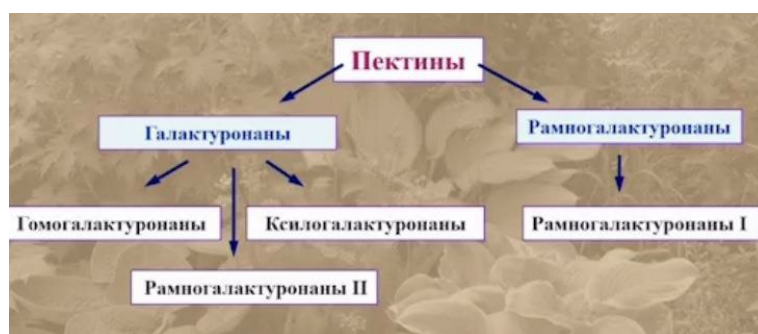 Пектины
Галактуронаны
Рамногалактуронаны
Гомогалактуронаны
Ксилогалактуронаны
Рамногалактуронаны I
Рамногалактуронаны II